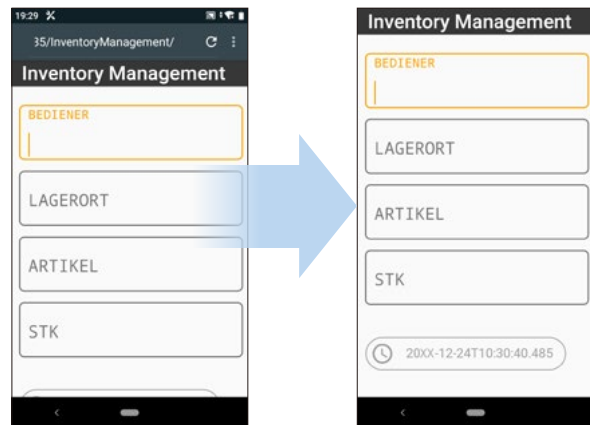 19:29
35/InventoryManagement/
Inventory Management
BEDIENER
LAGERORT
ARTIKEL
STK
Inventory Management
BEDIENER
LAGERORT
ARTIKEL
STK
20XX-12-24T10:30:40.485